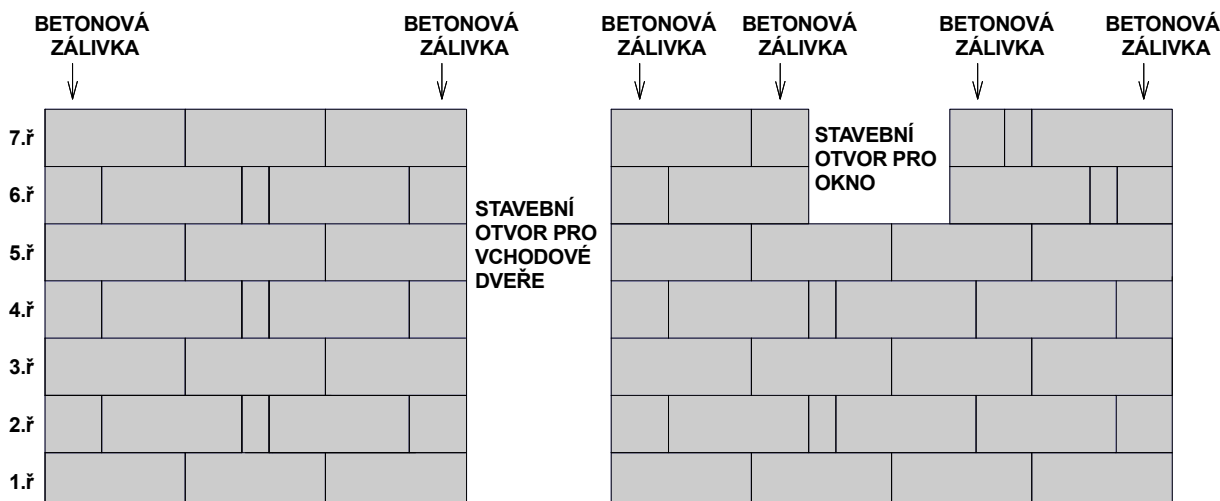 BETONOVÁ
ZÁLIVKA
BETONOVÁ
ZÁLIVKA
BETONOVÁ
ZÁLIVKA
BETONOVÁ
ZÁLIVKA
BETONOVÁ
ZÁLIVKA
BETONOVÁ
ZÁLIVKA
7.ř
6.ř
5.ř
4.ř
3.ř
2.ř
1.ř
STAVEBNÍ
OTVOR PRO
VCHODOVÉ
DVEŘE
STAVEBNÍ
OTVOR PRO
OKNO